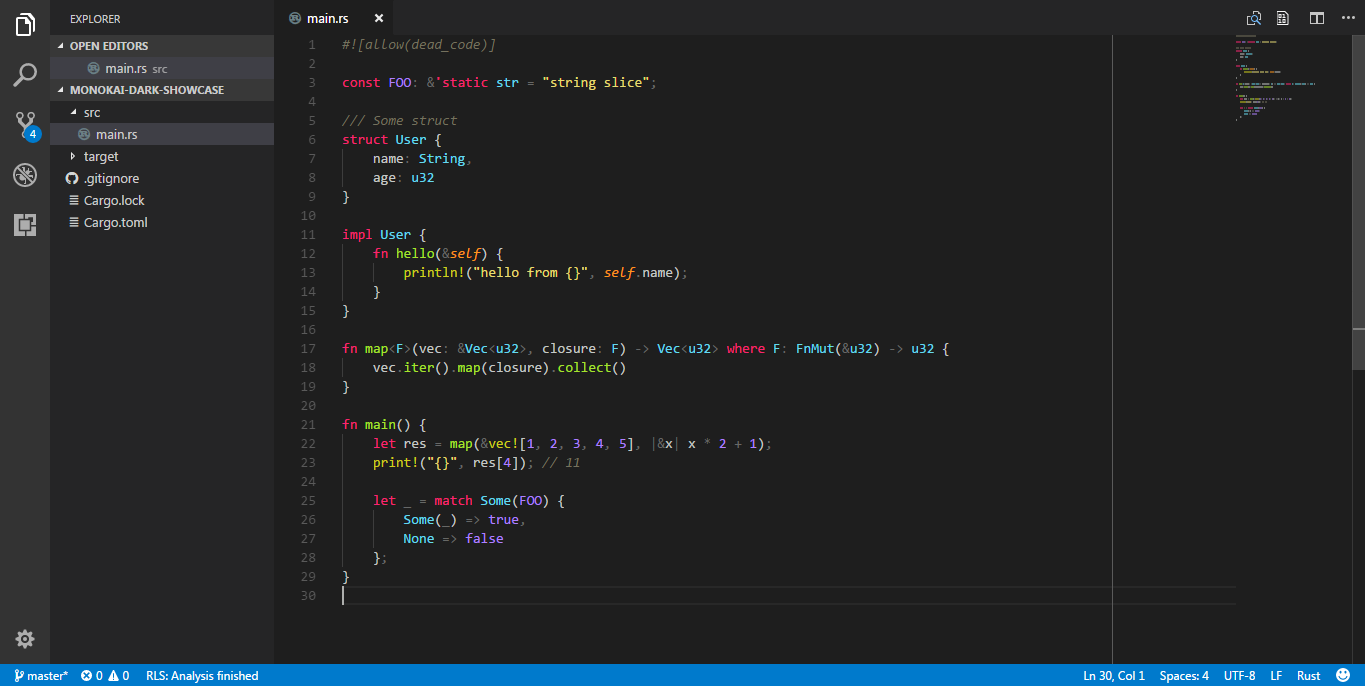 EXPLORER
OPEN EDITORS
main.rs src
MONOKAI-DARK-SHOWCASE
src
main.rs
target
.gitignore
Cargo.lock
Cargo.toml
4
main.rs ×
1 #![allow(dead_code)]
2
3 const FOO: &'static str = "string slice";
4
5 /// Some struct
6 struct User {
7     name: String,
8     age: u32
9 }
10
11 impl User {
12     fn hello(&self) {
13         println!("hello from {}", self.name);
14     }
15 }
16
17 fn map<F>(vec: &Vec<u32>, closure: F) -> Vec<u32> where F: FnMut(&u32) -> u32 {
18     vec.iter().map(closure).collect()
19 }
20
21 fn main() {
22     let res = map(&vec![1, 2, 3, 4, 5], |&x| x * 2 + 1);
23     print!("{}", res[4]); // 11
24
25     let _ = match Some(FOO) {
26         Some(_) => true,
27         None => false
28     };
29 }
30
master* 0 0 RLS: Analysis finished
Ln 30, Col 1 Spaces: 4 UTF-8 LF Rust